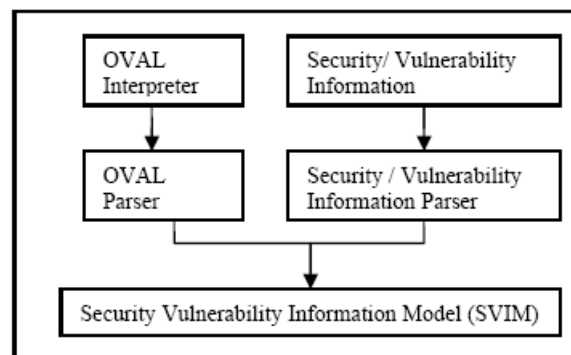 OVAL
Interpreter
Security/ Vulnerability
Information
OVAL
Parser
Security / Vulnerability
Information Parser
Security Vulnerability Information Model (SVIM)